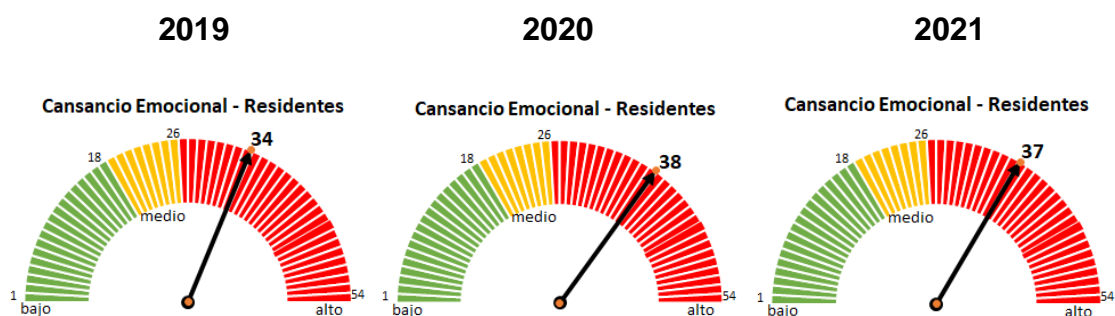 2019
Cansancio Emocional - Residentes
26
34
18
medio
1
54
bajo
alto
2020
Cansancio Emocional - Residentes
26
38
18
medio
1
54
bajo
alto
2021
Cansancio Emocional - Residentes
26
37
18
medio
1
54
bajo
alto